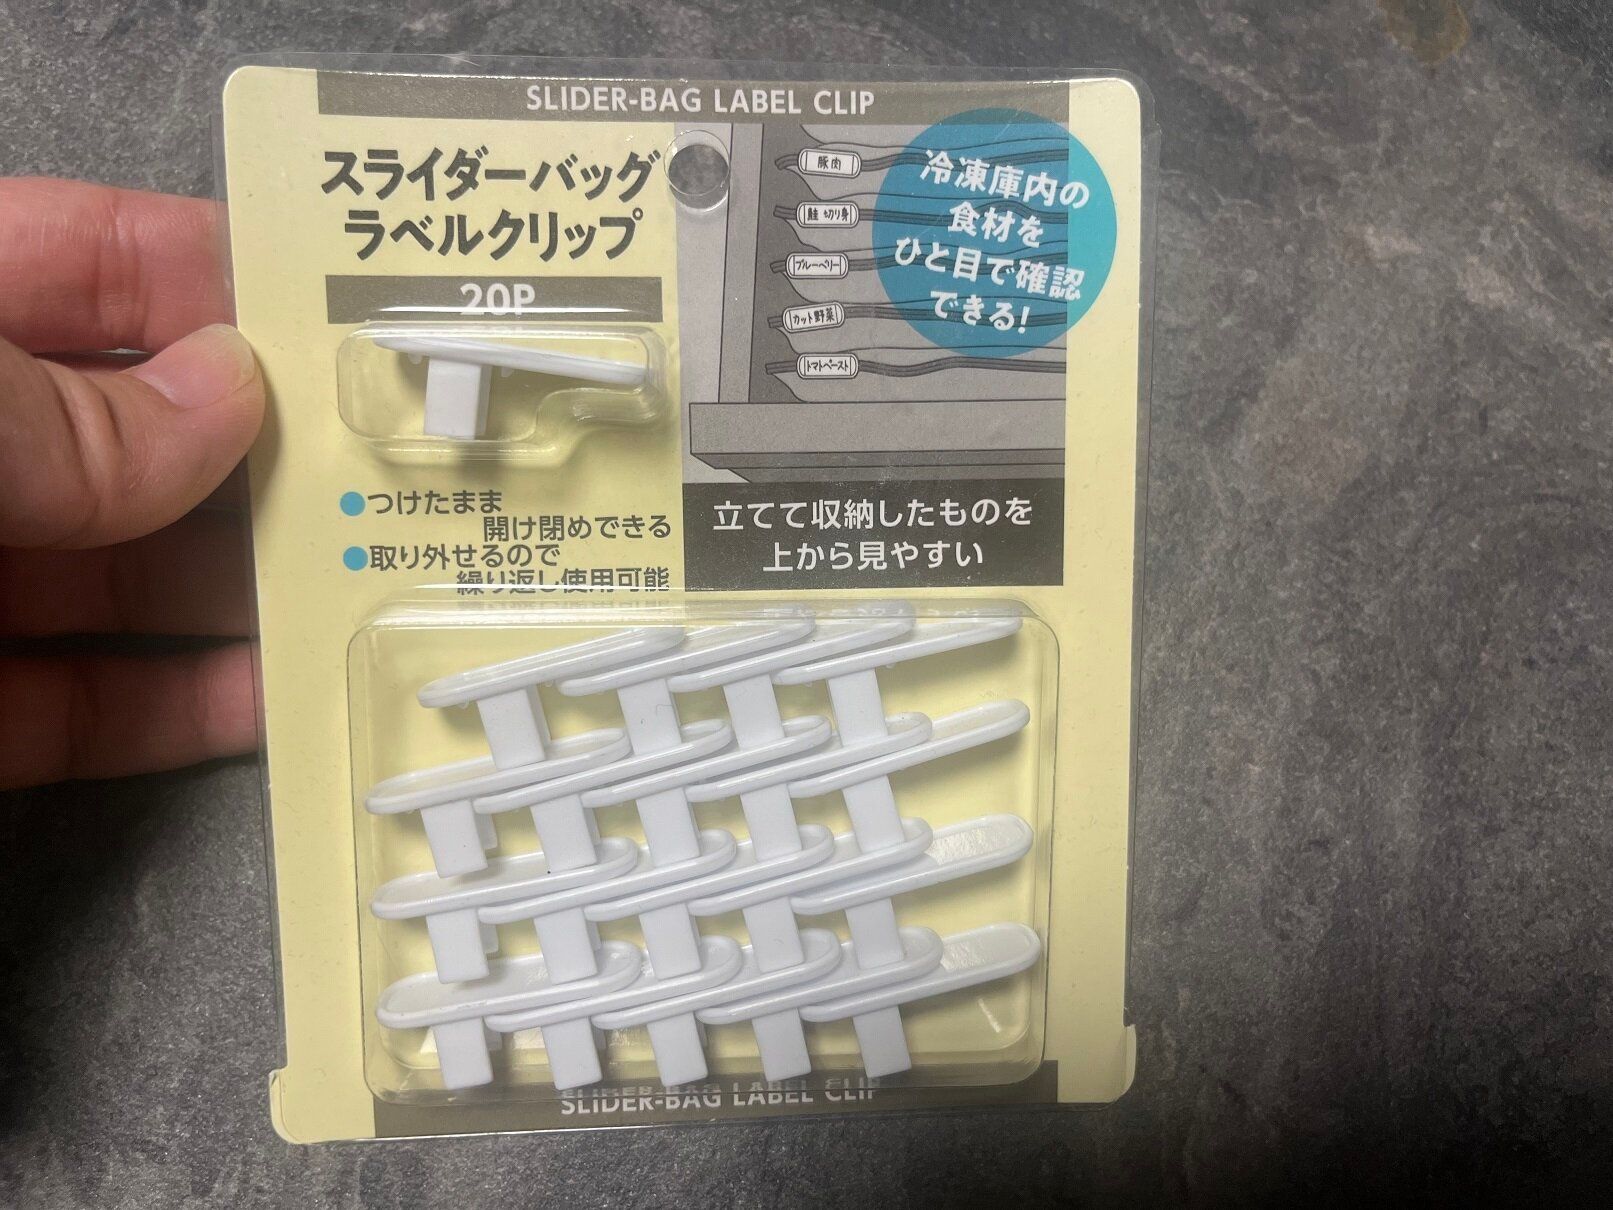 SLIDER-BAG LABEL CLIP
スライダーバッグ
ラベルクリップ
20P
豚肉
鮭 切り身
ブルーベリー
カット野菜
トマトペースト
冷凍庫内の
食材を
ひと目で確認
できる!
つけたまま
開け閉めできる
取り外せるので
繰り返し使用可能
立てて収納したものを
上から見やすい
SLIDER-BAG LABEL CLIP